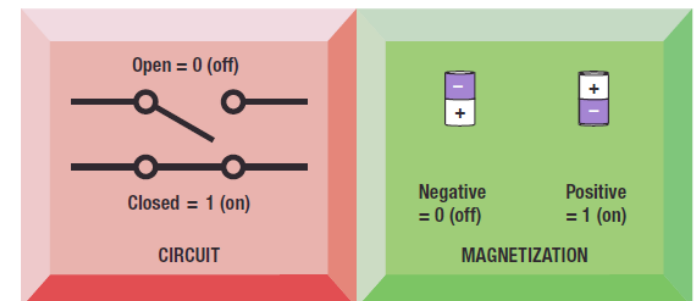 Open = 0 (off)
Closed = 1 (on)
CIRCUIT
−
+
+
−
Negative
= 0 (off)
Positive
= 1 (on)
MAGNETIZATION